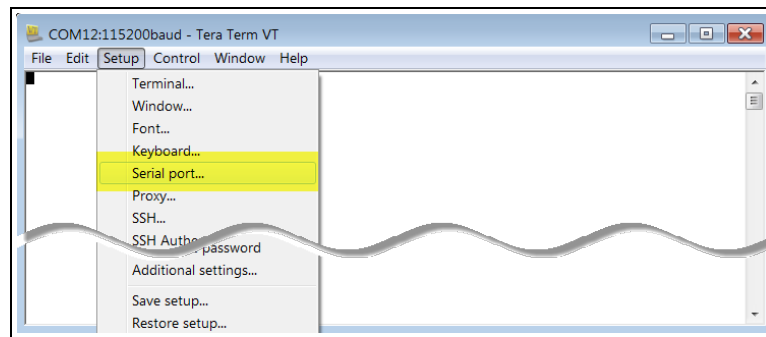 COM12:115200baud - Tera Term VT
File Edit Setup Control Window Help
Terminal...
Window...
Font...
Keyboard...
Serial port...
Proxy...
SSH...
SSH
password
Additional settings...
Save setup...
Restore setup...